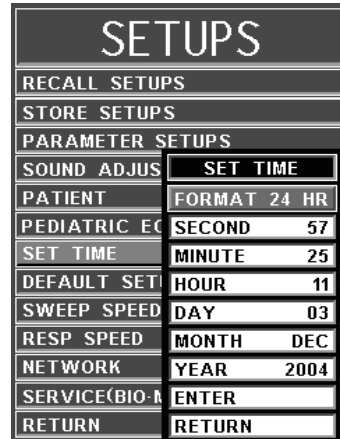 SETUPS
RECALL SETUPS
STORE SETUPS
PARAMETER SETUPS
SOUND ADJUS
PATIENT
PEDIATRIC EC
SET TIME
DEFAULT SET
SWEEP SPEED
RESP SPEED
NETWORK
SERVICE(BIO-M
RETURN
SET TIME
FORMAT 24 HR
SECOND 57
MINUTE 25
HOUR 11
DAY 03
MONTH DEC
YEAR 2004
ENTER
RETURN